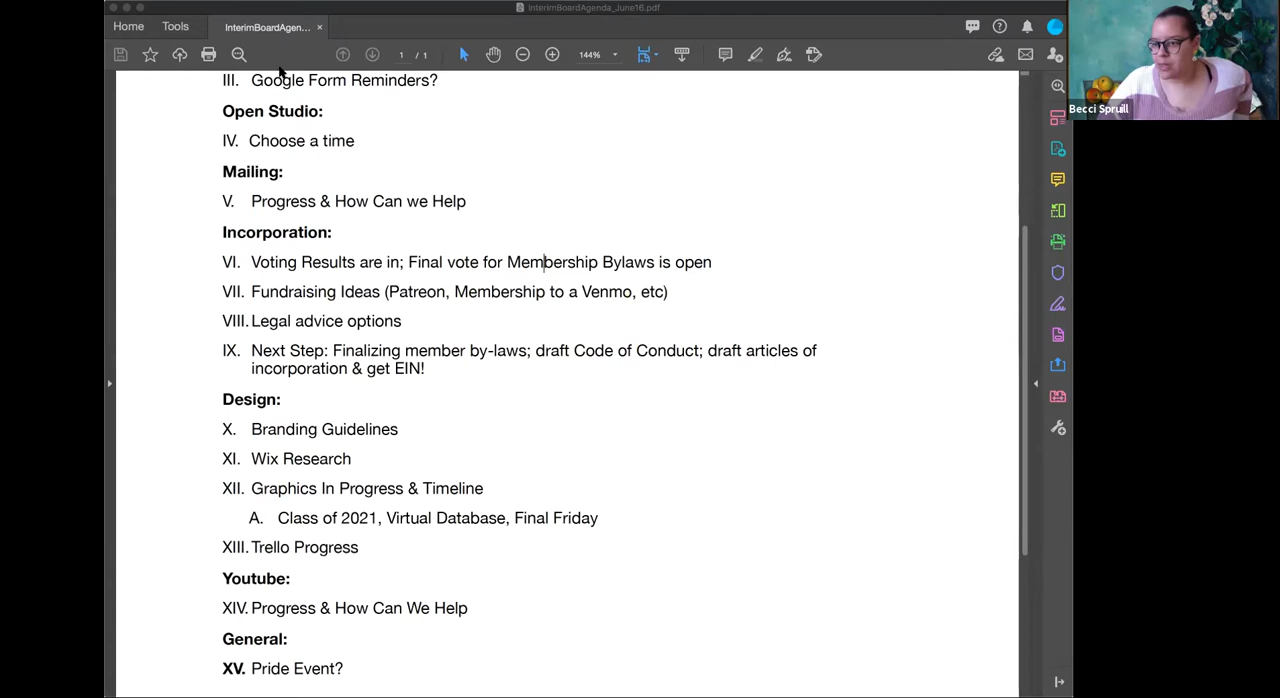 InterimBoardAgenda_June16.pdf
Home Tools InterimBoardAgen... ×
1 / 1 144%
III. Google Form Reminders?
Open Studio:
IV. Choose a time
Mailing:
V. Progress & How Can we Help
Incorporation:
VI. Voting Results are in; Final vote for Membership Bylaws is open
VII. Fundraising Ideas (Patreon, Membership to a Venmo, etc)
VIII. Legal advice options
IX. Next Step: Finalizing member by-laws; draft Code of Conduct; draft articles of
incorporation & get EIN!
Design:
X. Branding Guidelines
XI. Wix Research
XII. Graphics In Progress & Timeline
A. Class of 2021, Virtual Database, Final Friday
XIII. Trello Progress
Youtube:
XIV. Progress & How Can We Help
General:
XV. Pride Event?
Becci Spruill